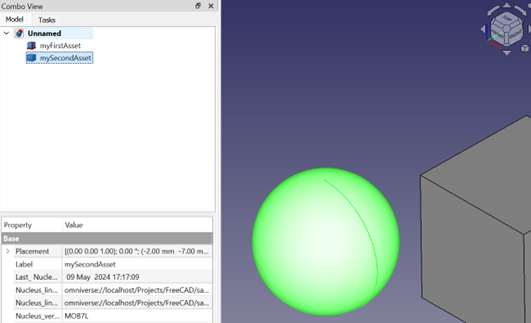 Combo View
Model Tasks
Unnamed
myFirstAsset
mySecondAsset
Property Value
Base
Placement [(0.00 0.00 1.00); 0.00 °; (-2.00 mm -7.00 m...
Label mySecondAsset
Last_Nucle... 09 May 2024 17:17:09
Nucleus_lin... omniverse://localhost/Projects/FreeCAD/sa...
Nucleus_lin... omniverse://localhost/Projects/FreeCAD/sa...
Nucleus_ver... MOB7L